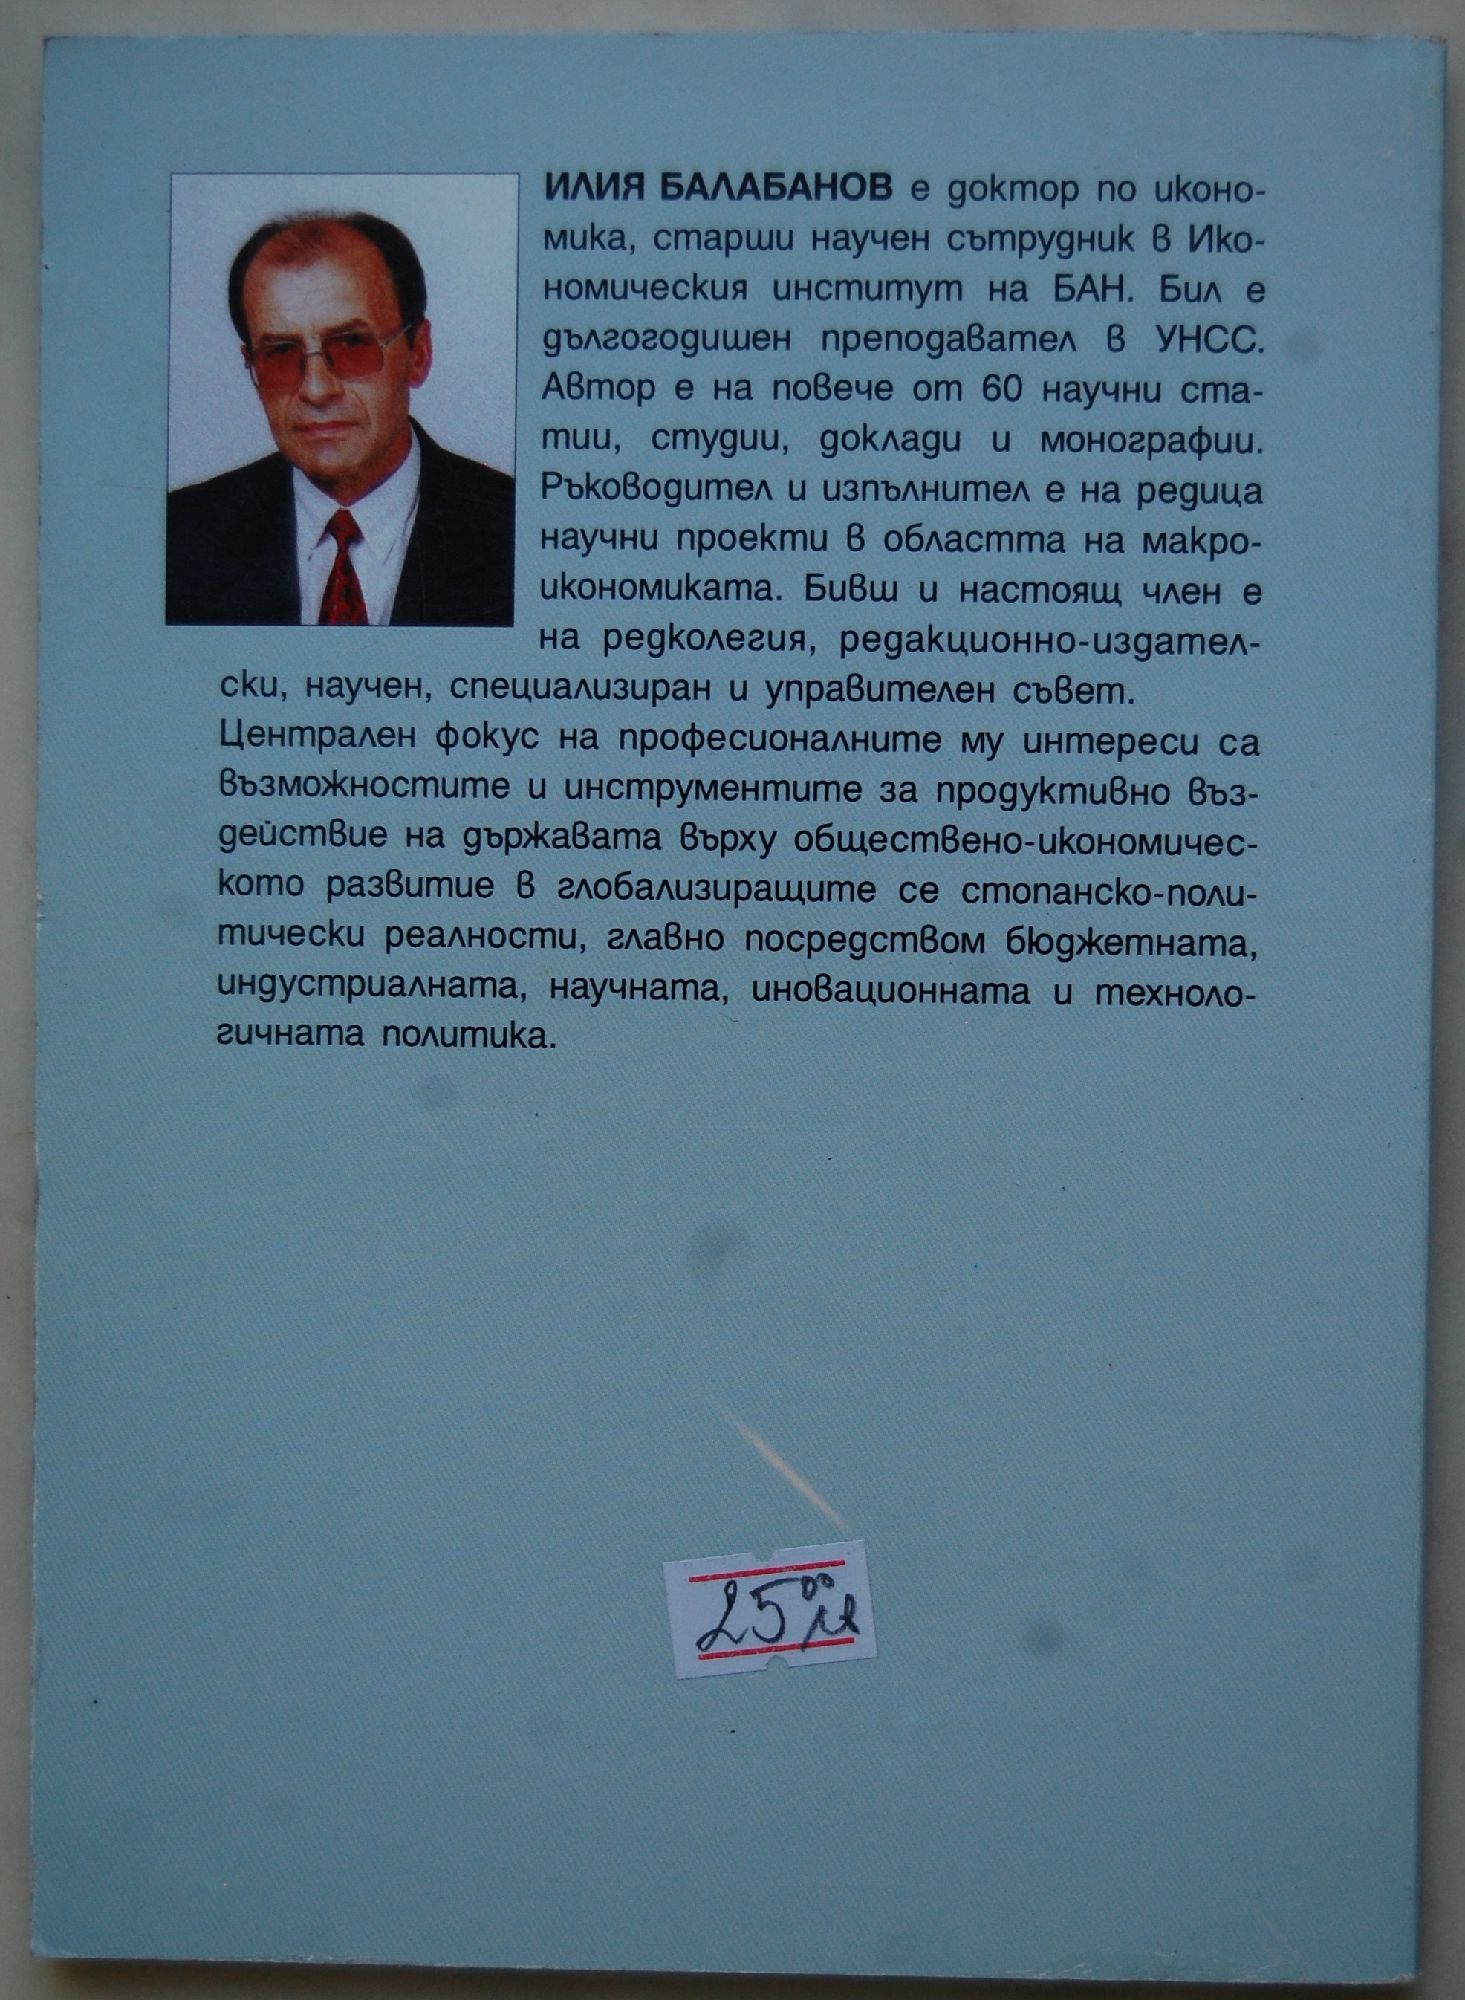 ИЛИЯ БАЛАБАНОВ е доктор по иконо-
мика, старши научен сътрудник в Ико-
номическия институт на БАН. Бил е
дългогодишен преподавател в УНСС.
Автор е на повече от 60 научни ста-
тии, студии, доклади и монографии.
Ръководител и изпълнител е на редица
научни проекти в областта на макро-
икономиката. Бивш и настоящ член е
на редколегия, редакционно-издател-
ски, научен, специализиран и управителен съвет.
Централен фокус на професионалните му интереси са
възможностите и инструментите за продуктивно въз-
действие на държавата върху обществено-икономичес-
кото развитие в глобализиращите се стопанско-поли-
тически реалности, главно посредством бюджетната,
индустриалната, научната, иновационната и техноло-
гичната политика.
25 00 лв